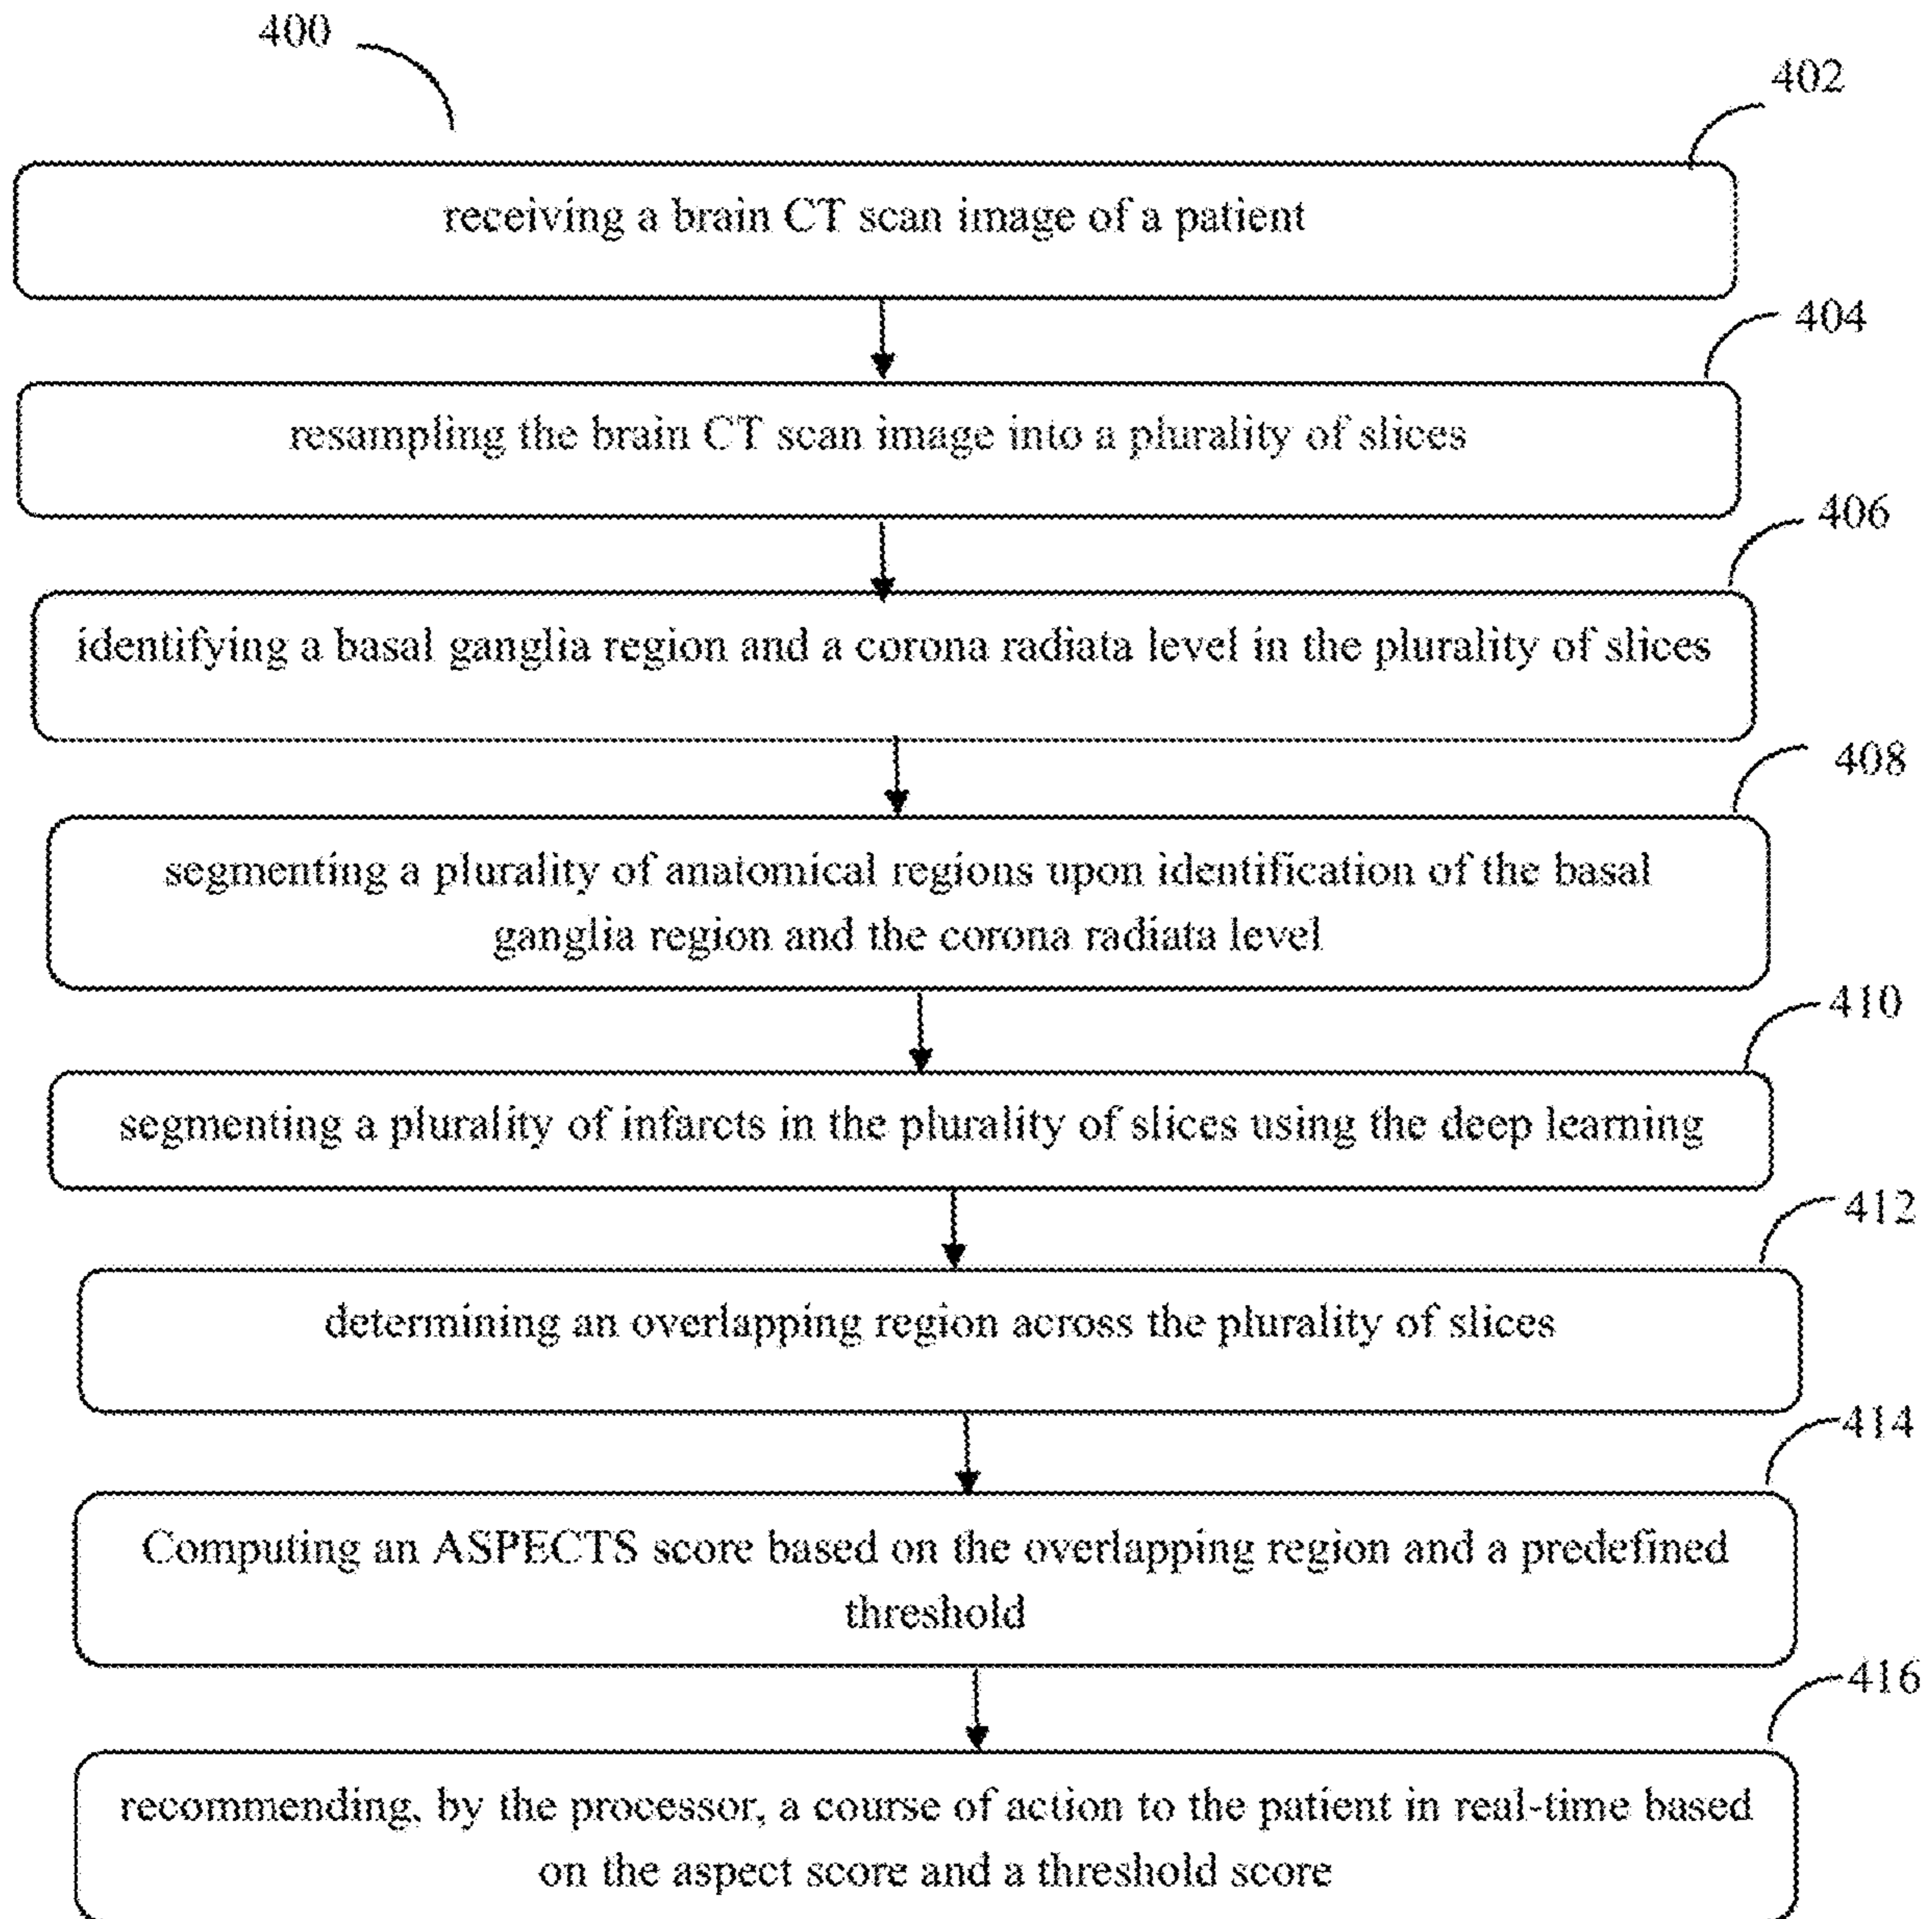 400
402
receiving a brain CT scan image of a patient
404
resampling the brain CT scan image into a plurality of slices
406
identifying a basal ganglia region and a corona radiata level in the plurality of slices
408
segmenting a plurality of anatomical regions upon identification of the basal
ganglia region and the corona radiata level
410
segmenting a plurality of infarcts in the plurality of slices using the deep learning
412
determining an overlapping region across the plurality of slices
414
Computing an ASPECTS score based on the overlapping region and a predefined
threshold
416
recommending, by the processor, a course of action to the patient in real-time based
on the aspect score and a threshold score